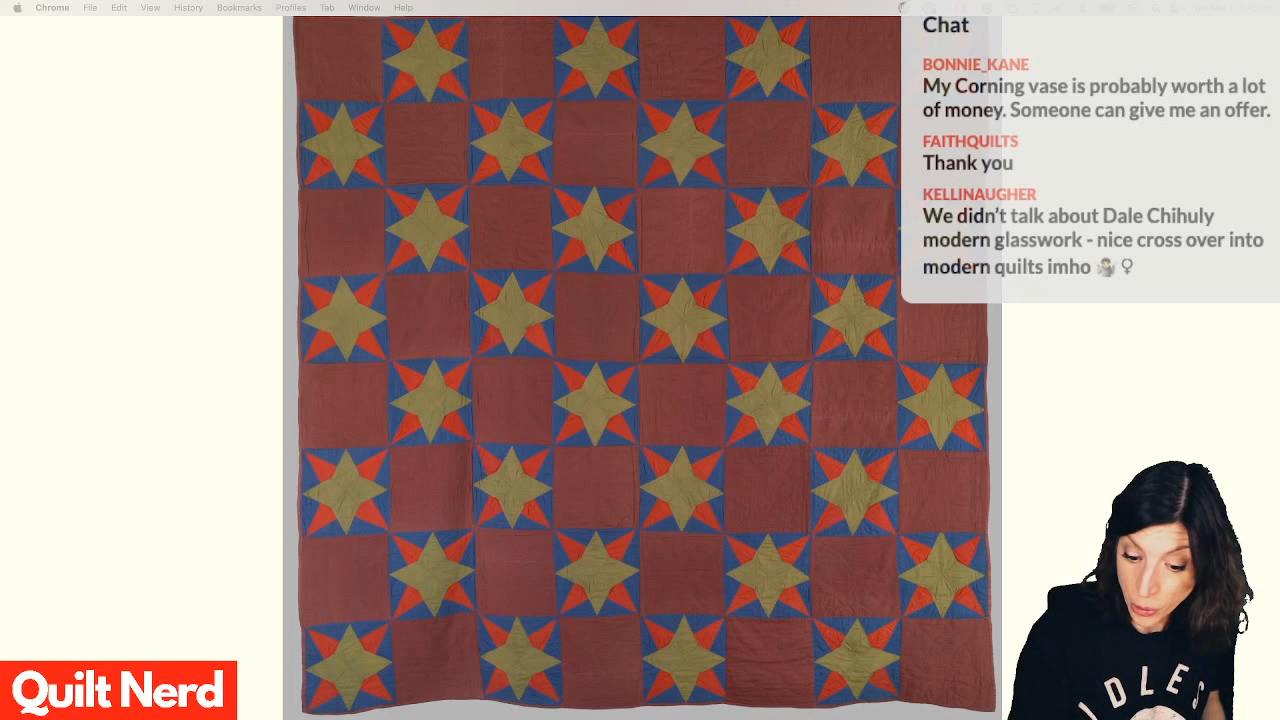 Chrome File Edit View History Bookmarks Profiles Tab Window Help
Chat
BONNIE_KANE
My Corning vase is probably worth a lot
of money. Someone can give me an offer.
FAITHQUILTS
Thank you
KELLINAUGHER
We didn't talk about Dale Chihuly
modern glasswork - nice cross over into
modern quilts imho 🤷🏼‍♀
Quilt Nerd
IDLES